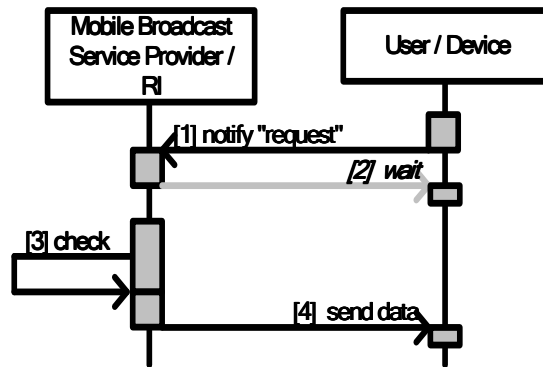 Mobile Broadcast
Service Provider /
RI
User / Device
[1] notify "request"
[2] wait
[3] check
[4] send data